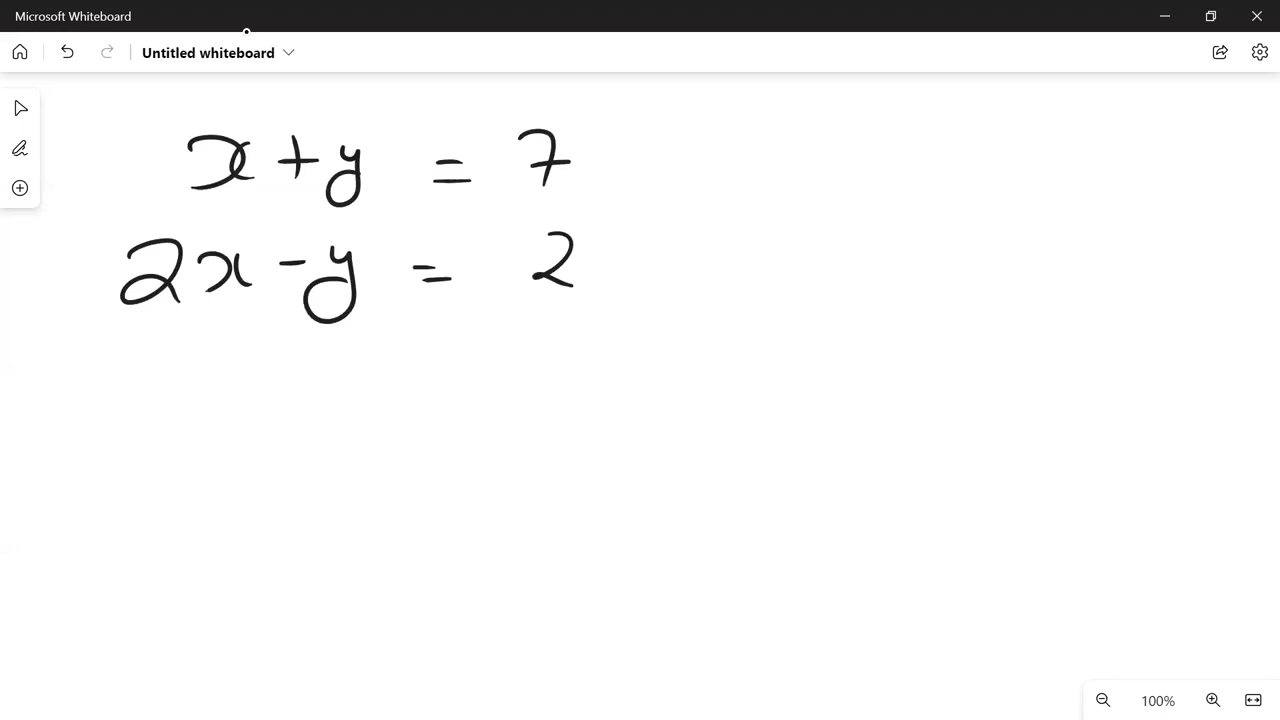 Microsoft Whiteboard
Untitled whiteboard
x + y = 7
2x - y = 2
100%